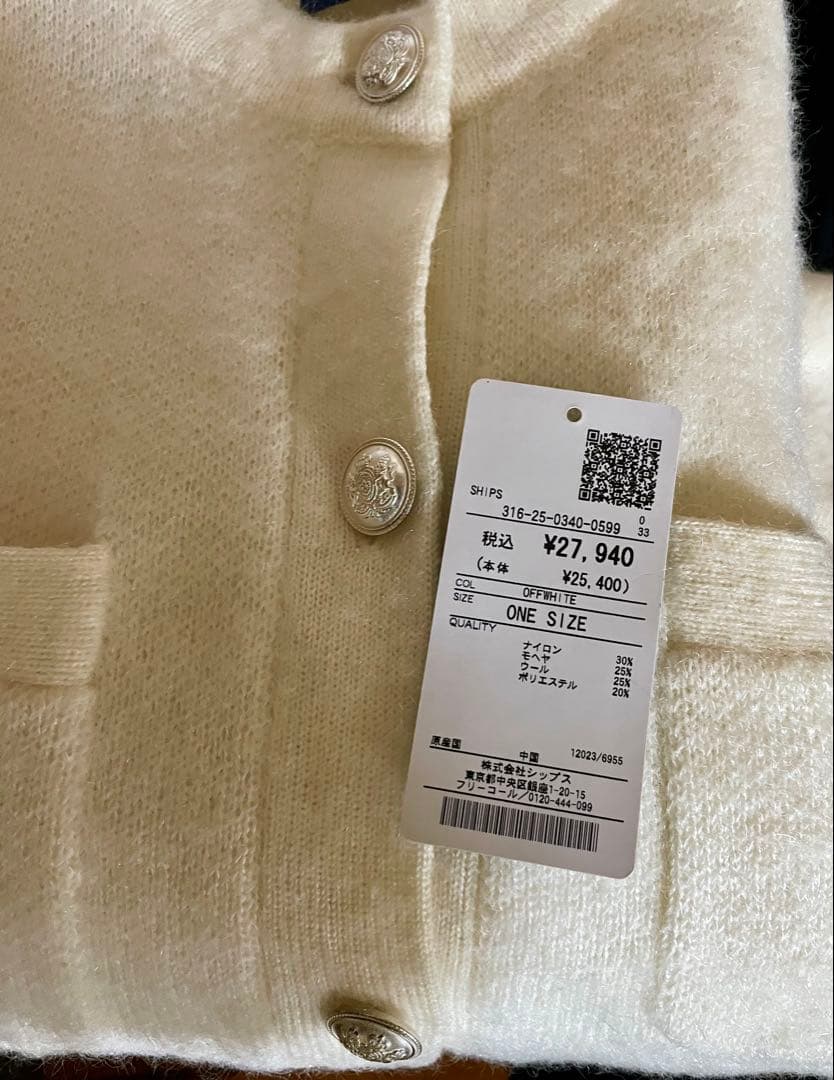 SHIPS
316-25-0340-0599 0
33
税込 ¥27,940
(本体 ¥25,400)
COL OFFWHITE
SIZE ONE SIZE
QUALITY
ナイロン 30%
モヘヤ 25%
ウール 25%
ポリエステル 20%
原産国 中国 12023/6955
株式会社シップス
東京都中央区銀座1-20-15
フリーコール/0120-444-099